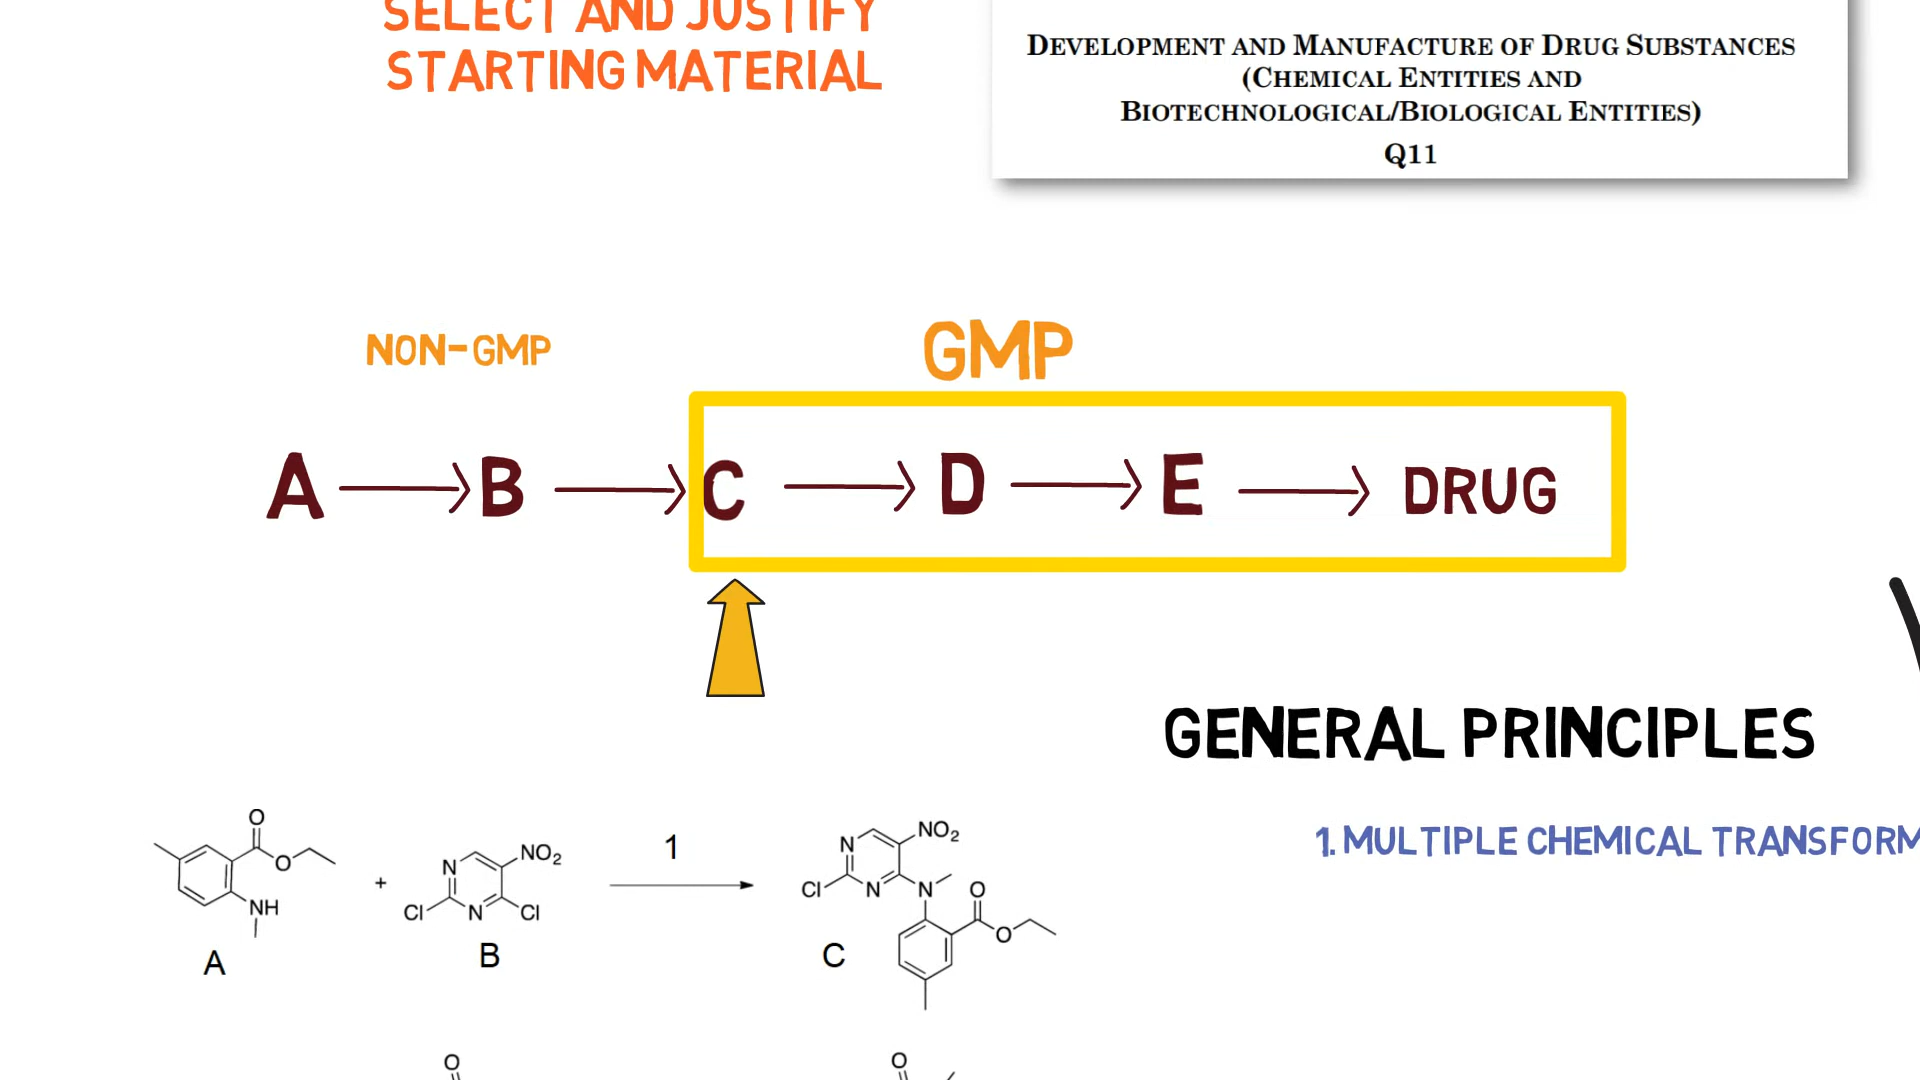 SELECT AND JUSTIFY
STARTING MATERIAL
DEVELOPMENT AND MANUFACTURE OF DRUG SUBSTANCES
(CHEMICAL ENTITIES AND
BIOTECHNOLOGICAL/BIOLOGICAL ENTITIES)
Q11
NON-GMP
GMP
A B C D E DRUG
GENERAL PRINCIPLES
1. MULTIPLE CHEMICAL TRANSFORM
O
O
NH
A
+
N
NO2
Cl
N
Cl
B
1
N
NO2
Cl
N
N
O
O
C
O
O